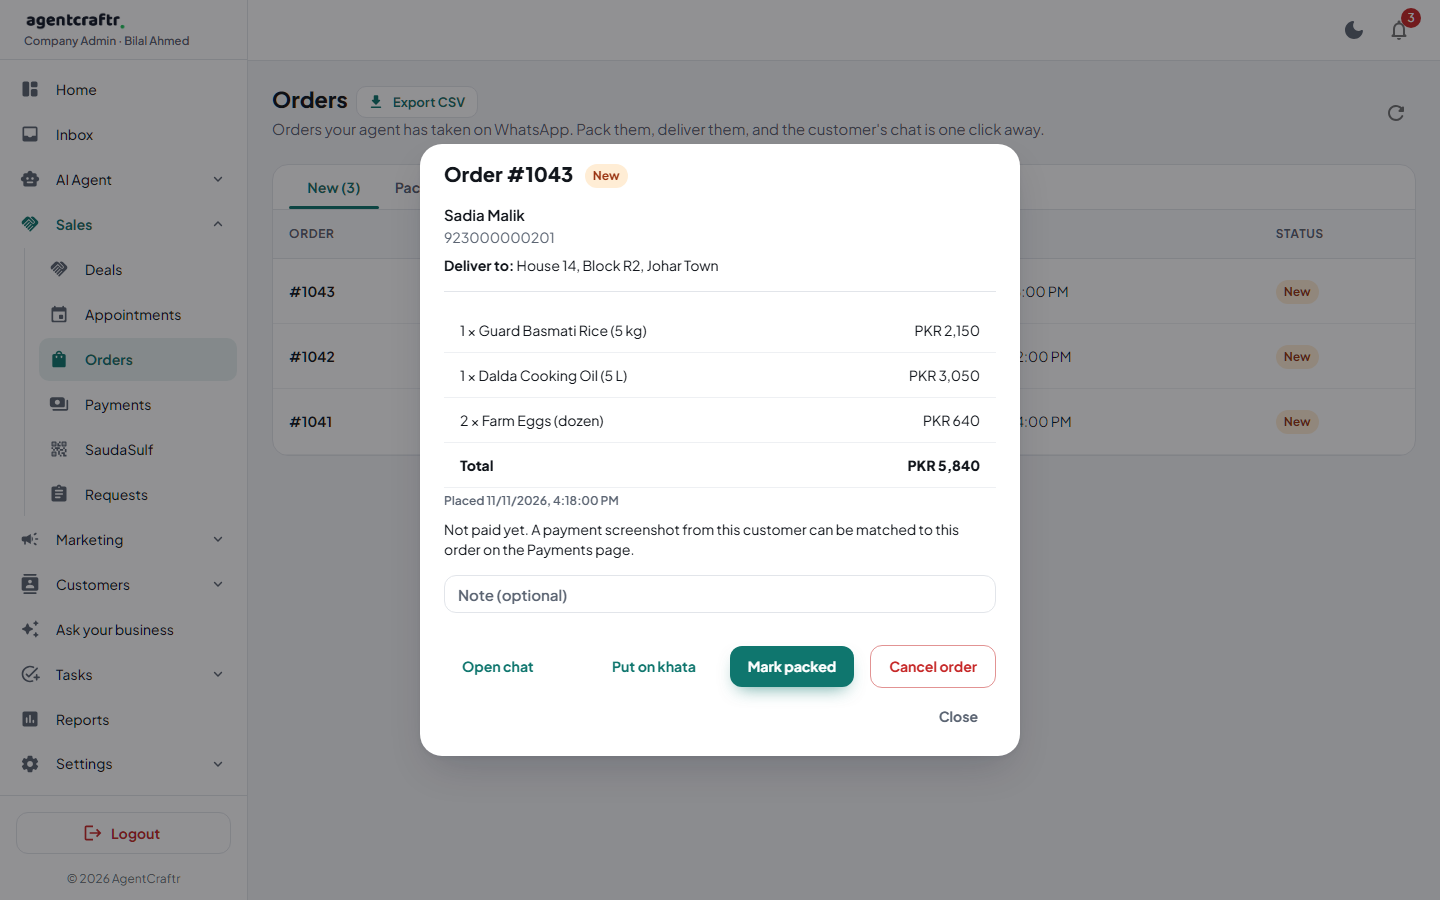 agentcraftr.
Company Admin · Bilal Ahmed
3
Home
Inbox
AI Agent
Sales
Deals
Appointments
Orders
Payments
SaudaSulf
Requests
Marketing
Customers
Ask your business
Tasks
Reports
Settings
Logout
© 2026 AgentCraftr
Orders
Export CSV
Orders your agent has taken on WhatsApp. Pack them, deliver them, and the customer's chat is one click away.
New (3)
ORDER
STATUS
#1043
:00 PM
New
#1042
2:00 PM
New
#1041
4:00 PM
New
Order #1043
New
Sadia Malik
923000000201
Deliver to: House 14, Block R2, Johar Town
1 × Guard Basmati Rice (5 kg) PKR 2,150
1 × Dalda Cooking Oil (5 L) PKR 3,050
2 × Farm Eggs (dozen) PKR 640
Total PKR 5,840
Placed 11/11/2026, 4:18:00 PM
Not paid yet. A payment screenshot from this customer can be matched to this
order on the Payments page.
Note (optional)
Open chat
Put on khata
Mark packed
Cancel order
Close